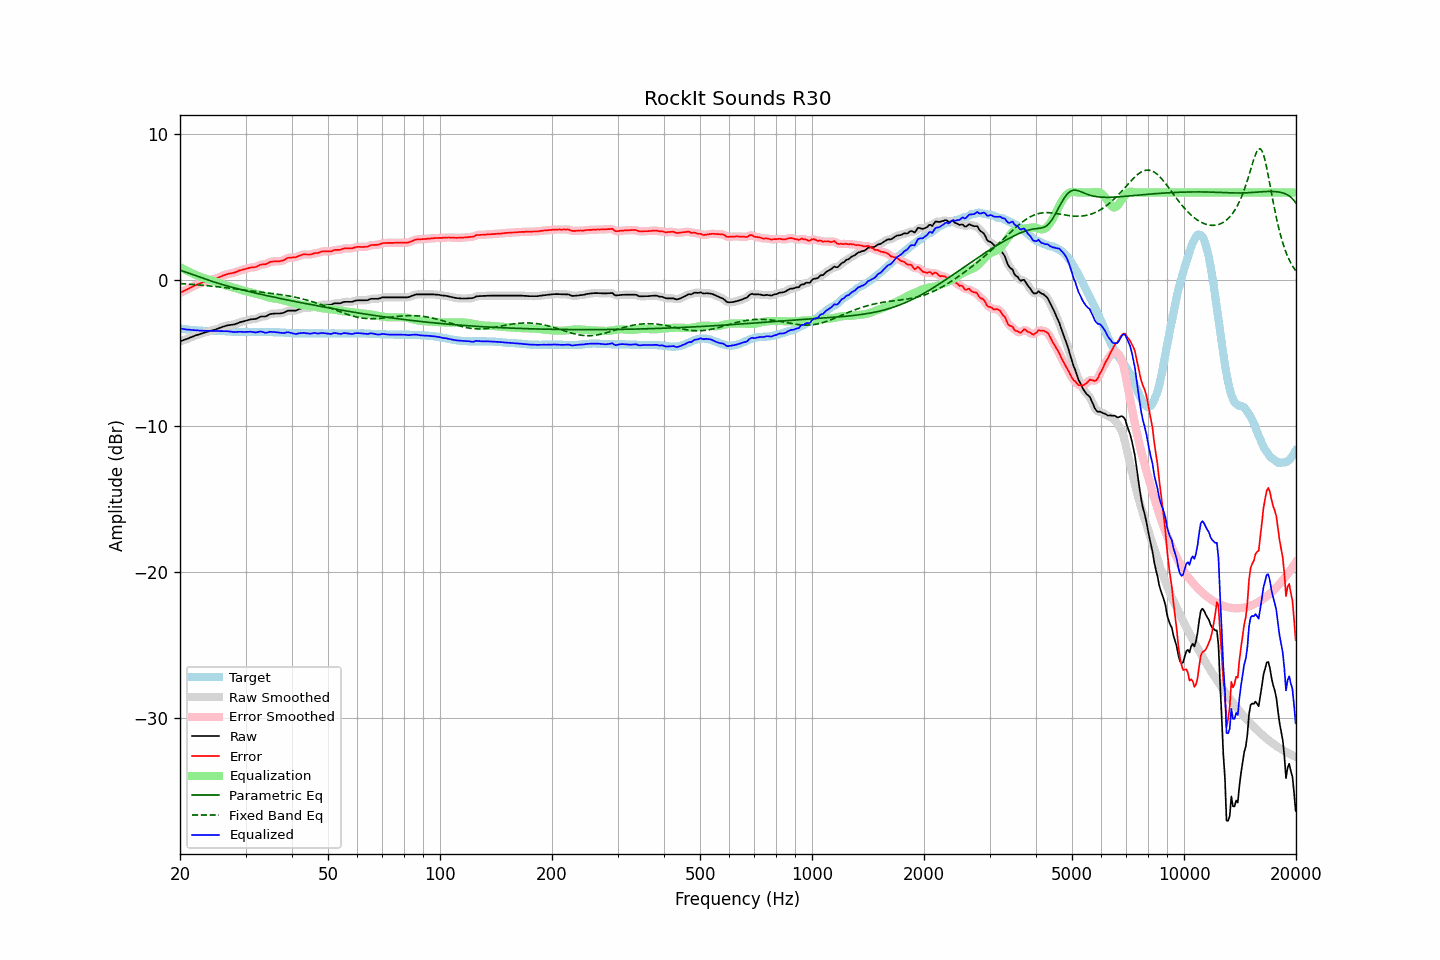 RockIt Sounds R30
10
0
−10
−20
−30
Amplitude (dBr)
Target
Raw Smoothed
Error Smoothed
Raw
Error
Equalization
Parametric Eq
Fixed Band Eq
Equalized
20 50 100 200 500 1000 2000 5000 10000 20000
Frequency (Hz)